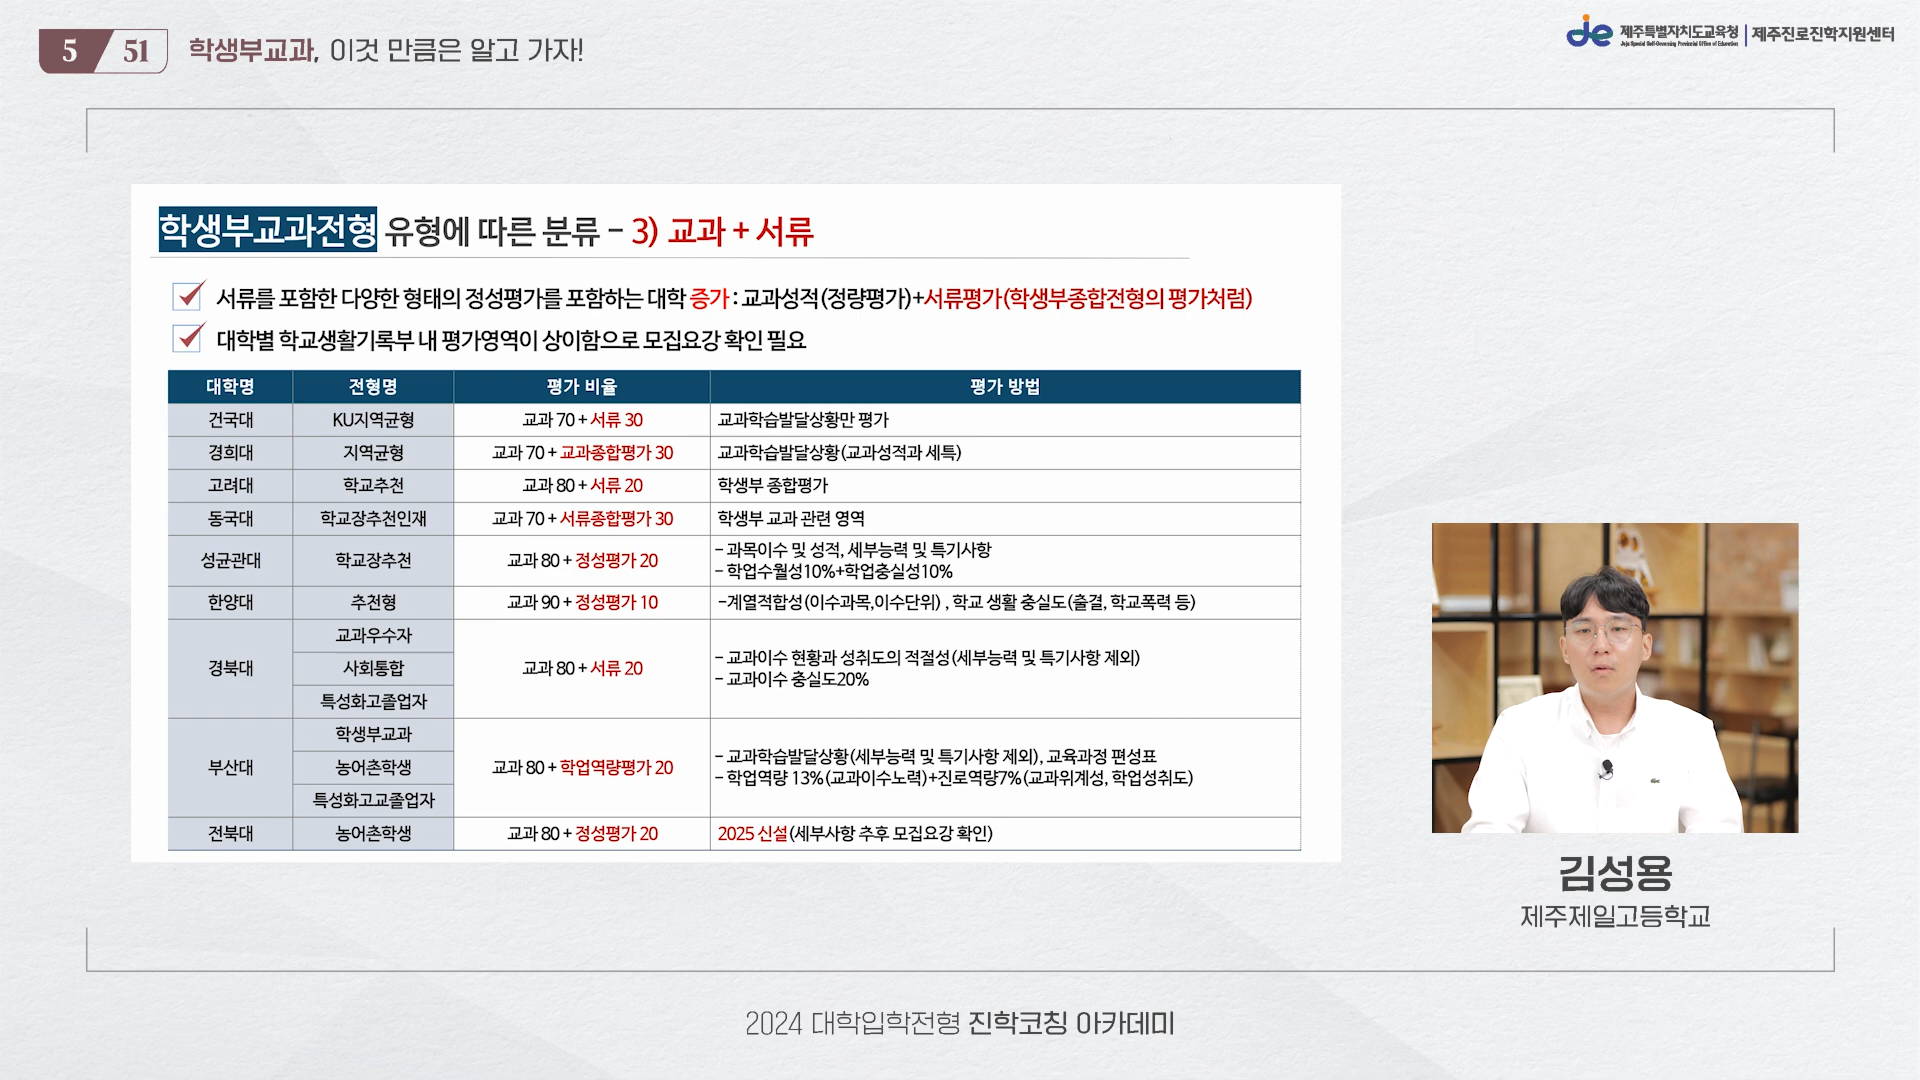 5 51 학생부교과, 이것 만큼은 알고 가자!
제주특별자치도교육청 제주진로진학지원센터
Jeju Special Self-Governing Provincial Office of Education
학생부교과전형 유형에 따른 분류 - 3) 교과 + 서류
서류를 포함한 다양한 형태의 정성평가를 포함하는 대학 증가 : 교과성적(정량평가)+서류평가(학생부종합전형의 평가처럼)
대학별 학교생활기록부 내 평가영역이 상이함으로 모집요강 확인 필요
대학명 전형명 평가 비율 평가 방법
건국대 KU지역균형 교과 70 + 서류 30 교과학습발달상황만 평가
경희대 지역균형 교과 70 + 교과종합평가 30 교과학습발달상황(교과성적과 세특)
고려대 학교추천 교과 80 + 서류 20 학생부 종합평가
동국대 학교장추천인재 교과 70 + 서류종합평가 30 학생부 교과 관련 영역
성균관대 학교장추천 교과 80 + 정성평가 20 - 과목이수 및 성적, 세부능력 및 특기사항
- 학업수월성10%+학업충실성10%
한양대 추전형 교과 90 + 정성평가 10 -계열적합성(이수과목,이수단위) , 학교 생활 충실도(출결, 학교폭력 등)
경북대 교과우수자 교과 80 + 서류 20 - 교과이수 현황과 성취도의 적절성(세부능력 및 특기사항 제외)
사회통합 - 교과이수 충실도20%
특성화고졸업자
부산대 학생부교과 교과 80 + 학업역량평가 20 - 교과학습발달상황(세부능력 및 특기사항 제외), 교육과정 편성표
농어촌학생 - 학업역량 13%(교과이수노력)+진로역량7%(교과위계성, 학업성취도)
특성화고교졸업자
전북대 농어촌학생 교과 80 + 정성평가 20 2025 신설(세부사항 추후 모집요강 확인)
김성용
제주제일고등학교
2024 대학입학전형 진학코칭 아카데미